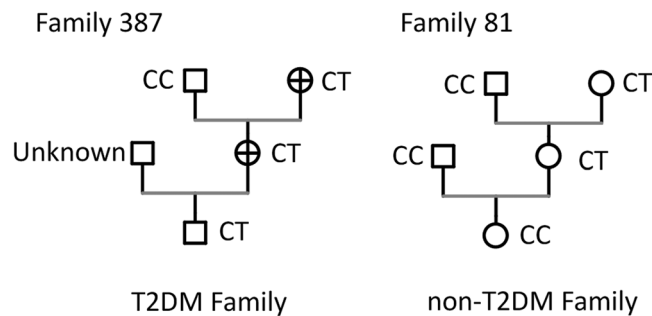 Family 387
Family 81
CC
CT
CC
CT
Unknown
CT
CC
CT
CT
CC
T2DM Family
non-T2DM Family